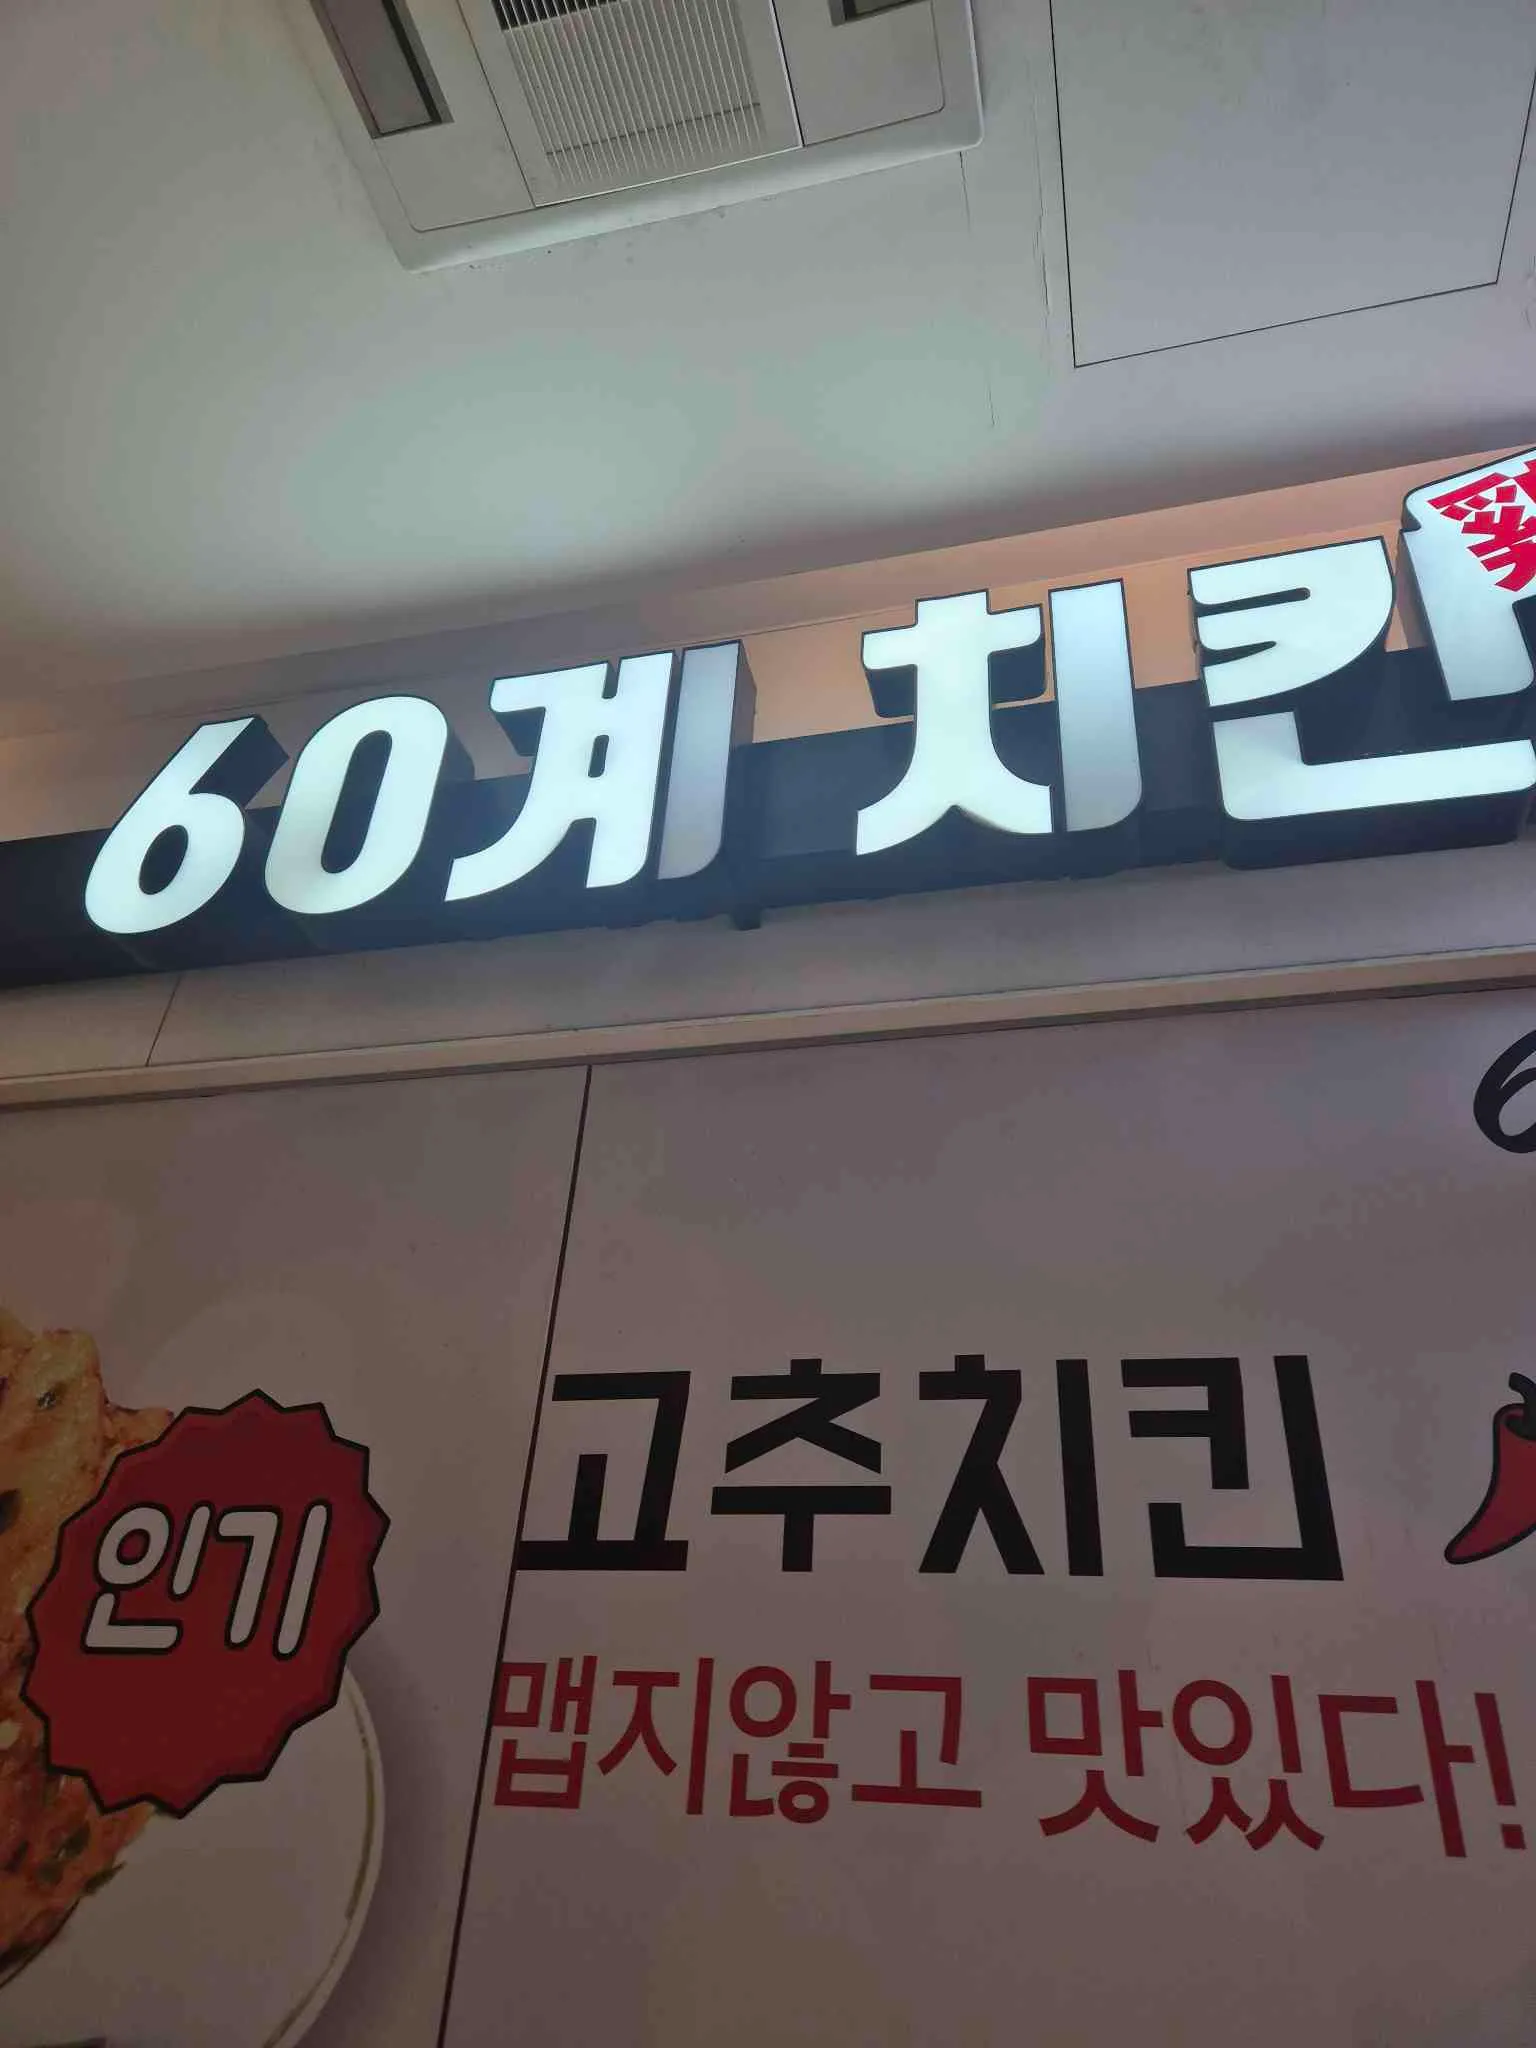 60계 치킨
고추치킨
인기
맵지않고 맛있다!